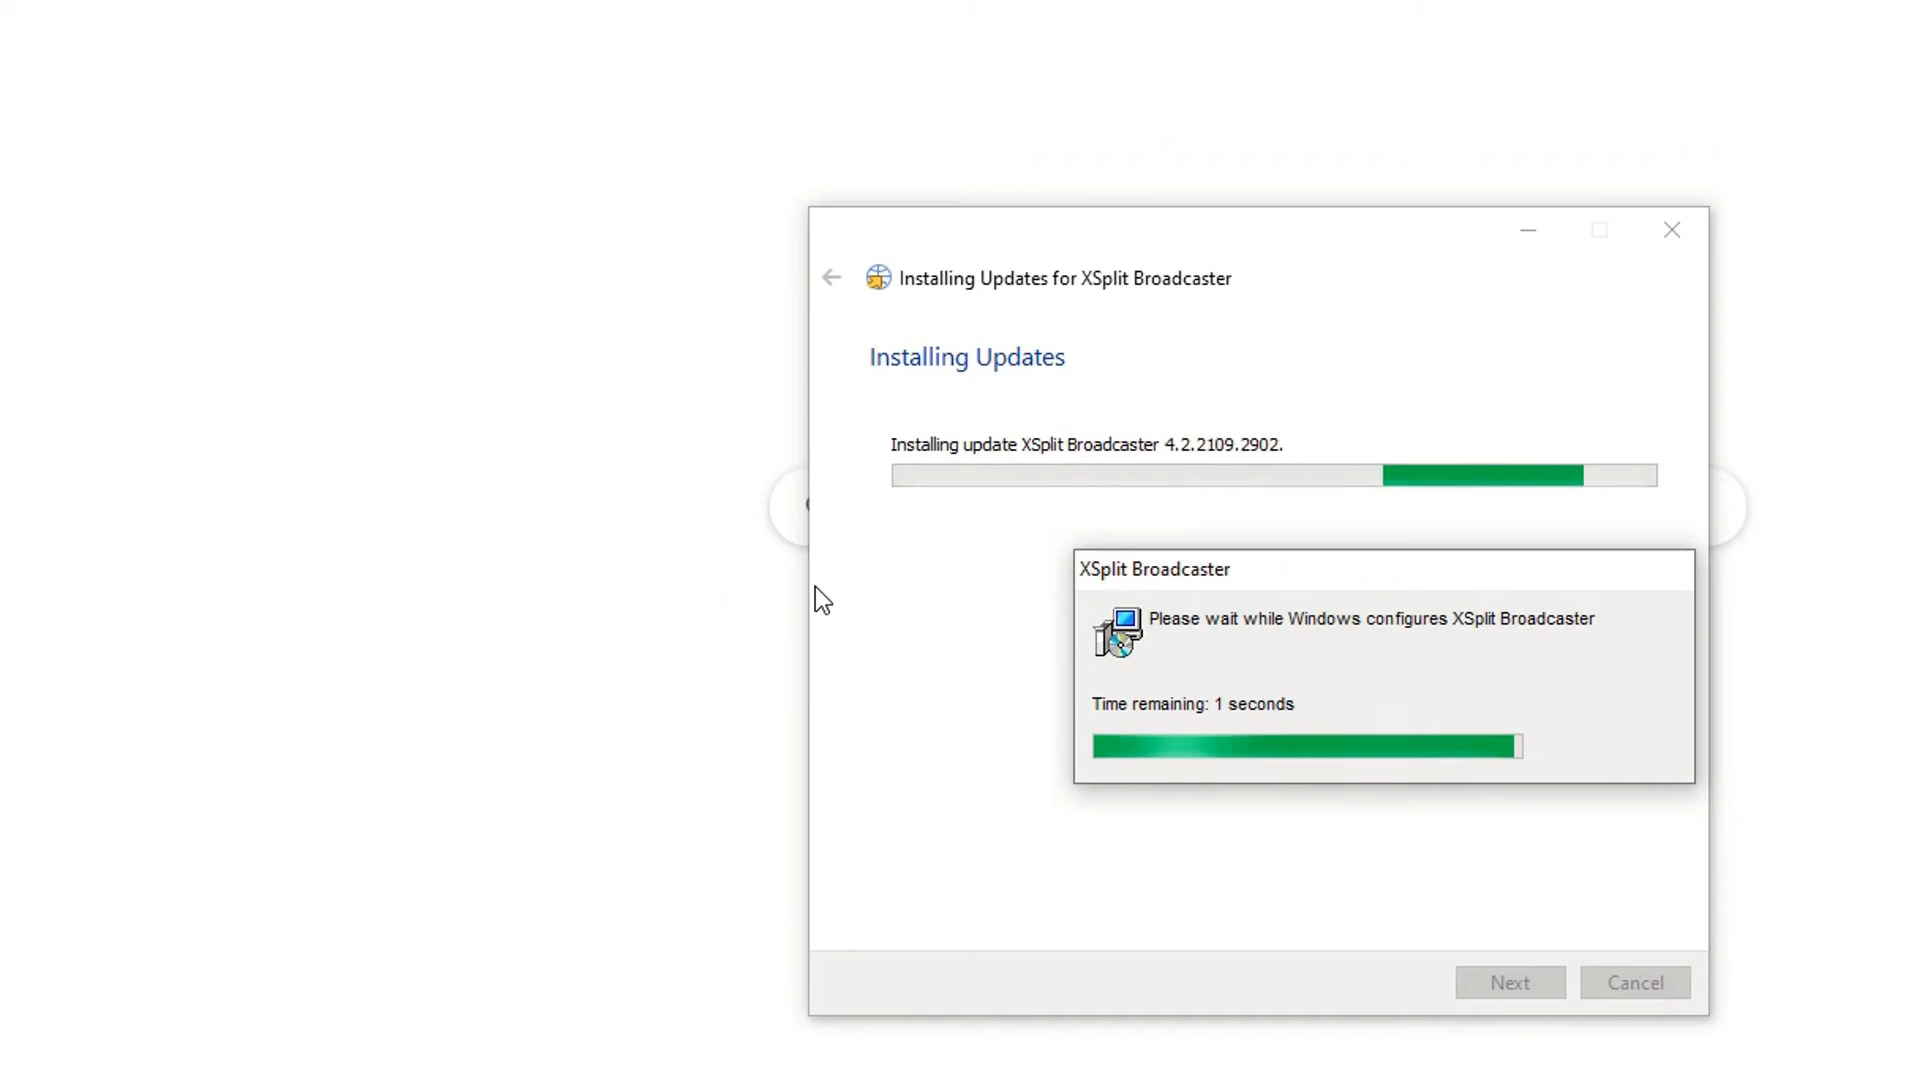 Installing Updates for XSplit Broadcaster
Installing Updates
Installing update XSplit Broadcaster 4.2.2109.2902.
XSplit Broadcaster
Please wait while Windows configures XSplit Broadcaster
Time remaining: 1 seconds
Next
Cancel